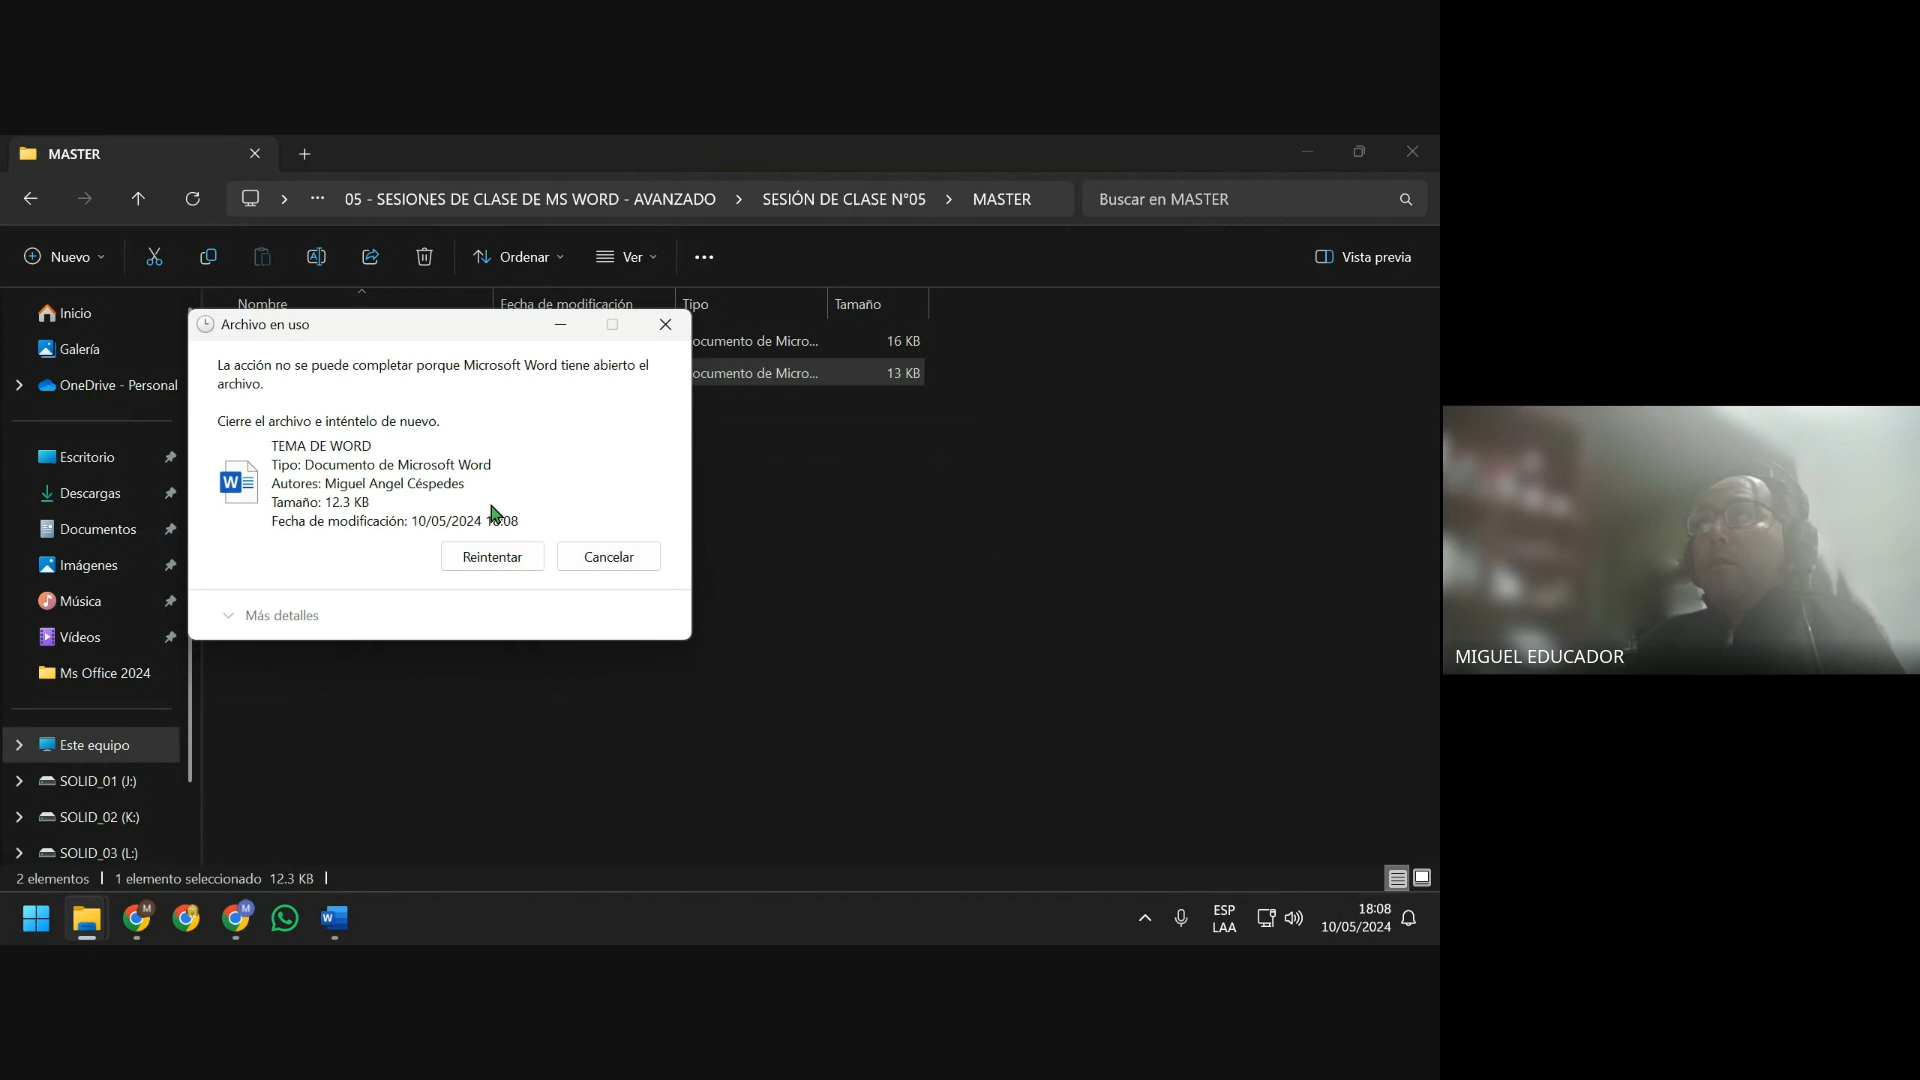 MASTER
05 - SESIONES DE CLASE DE MS WORD - AVANZADO
SESIÓN DE CLASE N°05
MASTER
Buscar en MASTER
Nuevo
Ordenar
Ver
Vista previa
Nombre
Fecha de modificación
Tipo
Tamaño
ocumento de Micro...
16 KB
ocumento de Micro...
13 KB
Inicio
Galería
OneDrive - Personal
Escritorio
Descargas
Documentos
Imágenes
Música
Vídeos
Ms Office 2024
Este equipo
SOLID_01 (J:)
SOLID_02 (K:)
SOLID_03 (L:)
Archivo en uso
La acción no se puede completar porque Microsoft Word tiene abierto el
archivo.
Cierre el archivo e inténtelo de nuevo.
TEMA DE WORD
Tipo: Documento de Microsoft Word
Autores: Miguel Angel Céspedes
Tamaño: 12.3 KB
Fecha de modificación: 10/05/2024 18:08
Reintentar
Cancelar
Más detalles
2 elementos
1 elemento seleccionado 12.3 KB
ESP
LAA
18:08
10/05/2024
MIGUEL EDUCADOR